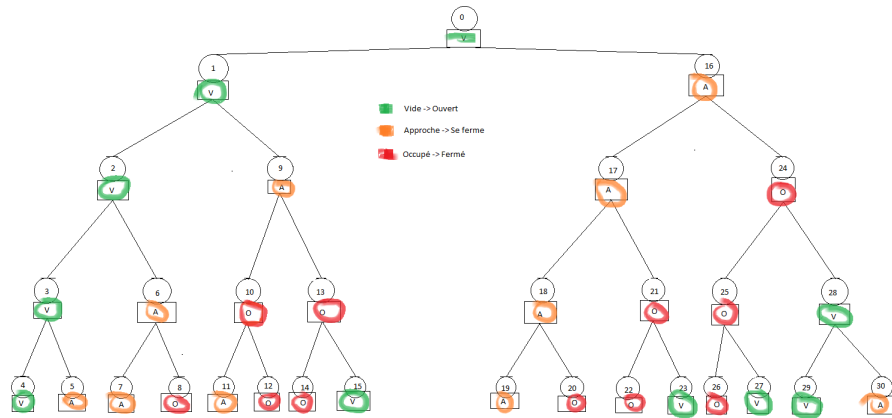 0
V
1
V
16
A
Vide -> Ouvert
Approche -> Se ferme
Occupé -> Fermé
2
V
9
A
17
A
24
O
3
V
6
A
10
O
13
O
18
A
21
O
25
O
28
V
4
V
5
A
7
A
8
O
11
A
12
O
14
O
15
V
19
A
20
O
22
O
23
V
26
O
27
V
29
V
30
A